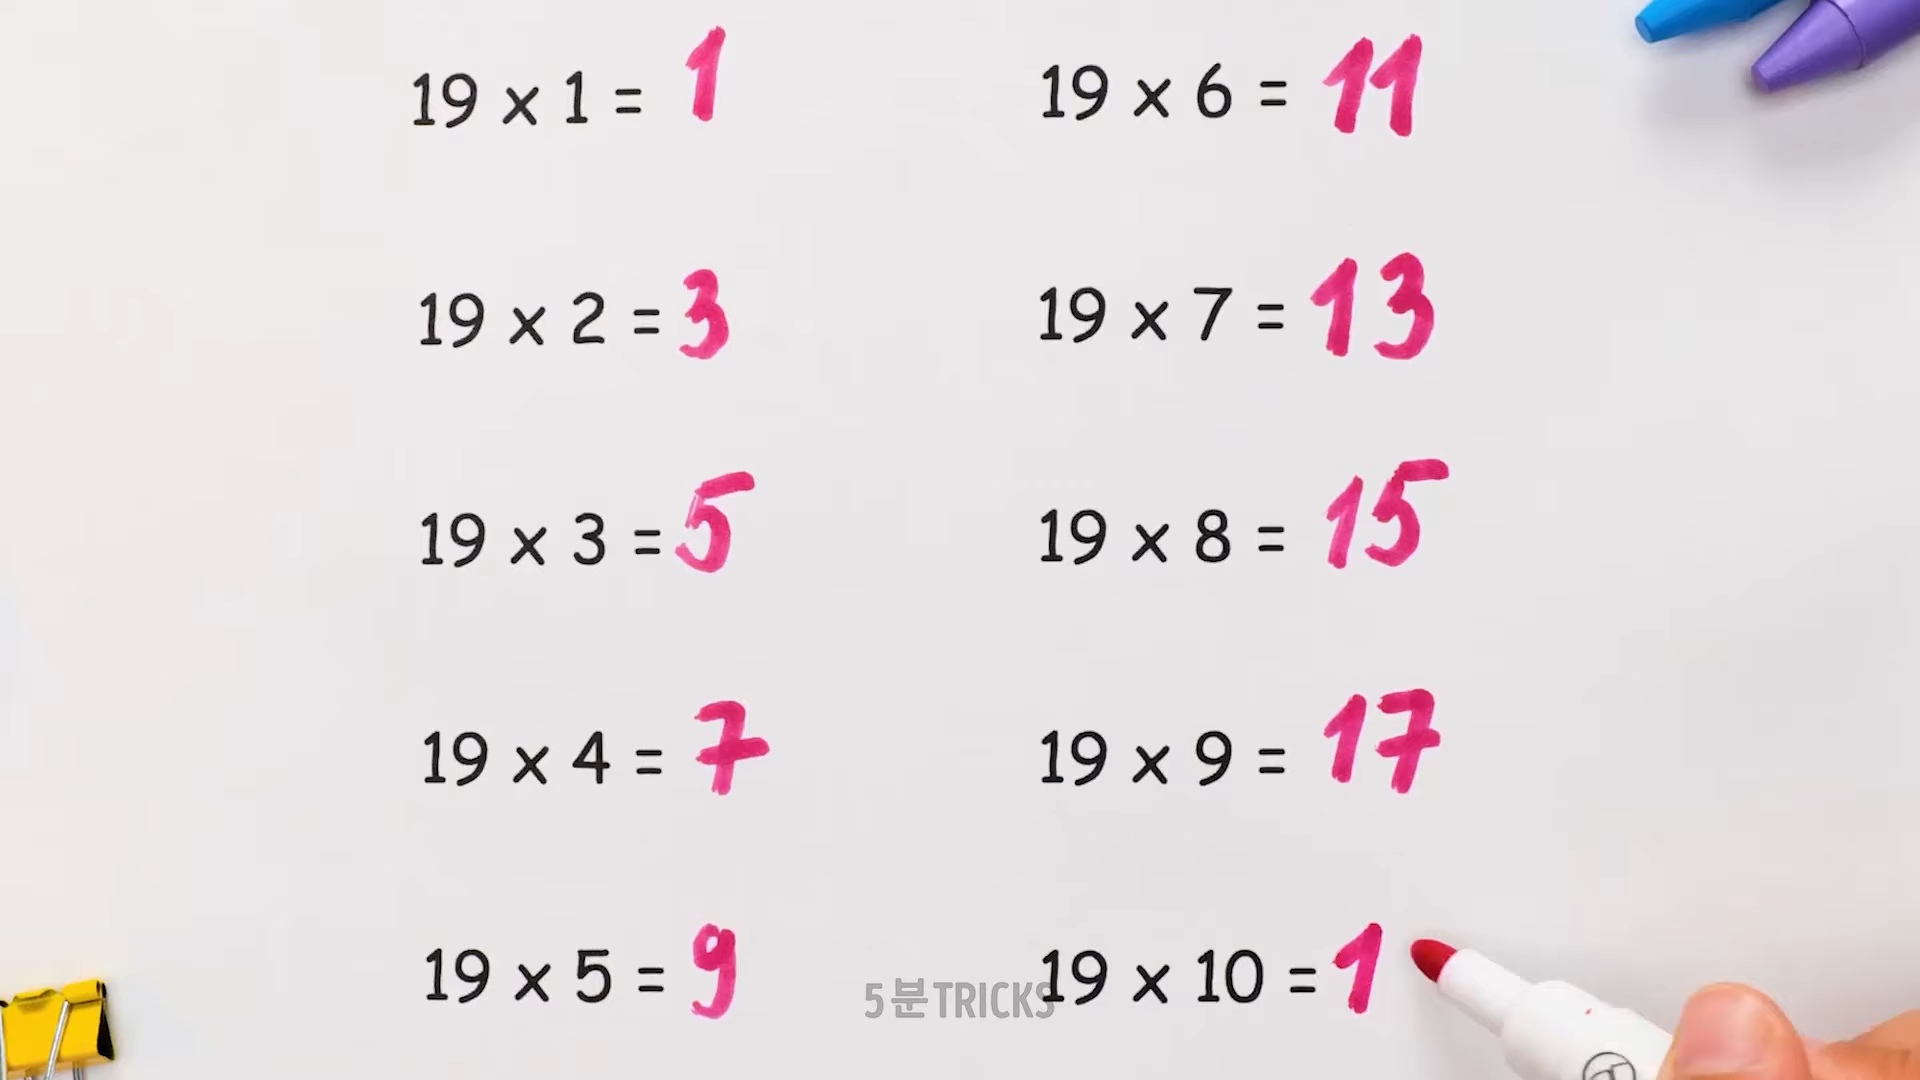 19 x 1 = 1
19 x 2 = 3
19 x 3 = 5
19 x 4 = 7
19 x 5 = 9
19 x 6 = 11
19 x 7 = 13
19 x 8 = 15
19 x 9 = 17
19 x 10 = 1
5분TRICKS